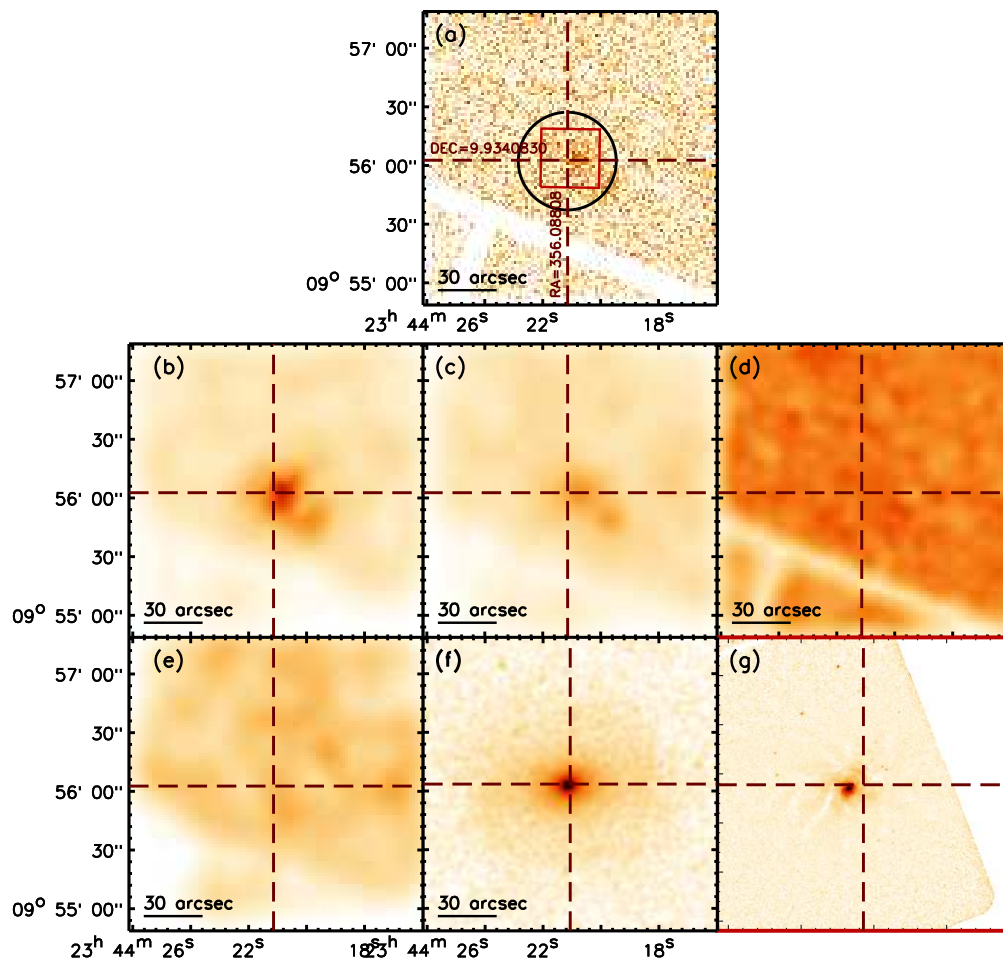 (a)
57' 00"
30"
DEC=9.9340830
56' 00"
RA=356.08808
30"
30 arcsec
09° 55' 00"
23ʰ 44ᵐ 26ˢ 22ˢ 18ˢ
(b) (c) (d)
57' 00"
30"
56' 00"
30"
30 arcsec 30 arcsec 30 arcsec
09° 55' 00"
(e) (f) (g)
57' 00"
30"
56' 00"
30"
30 arcsec 30 arcsec
09° 55' 00"
23ʰ 44ᵐ 26ˢ 22ˢ 18ˢ 23ʰ 44ᵐ 26ˢ 22ˢ 18ˢ